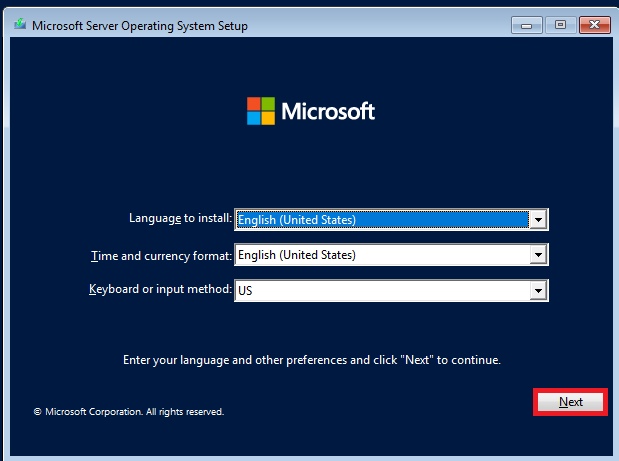 Microsoft Server Operating System Setup
Microsoft
Language to install: English (United States)
Time and currency format: English (United States)
Keyboard or input method: US
Enter your language and other preferences and click "Next" to continue.
Next
© Microsoft Corporation. All rights reserved.